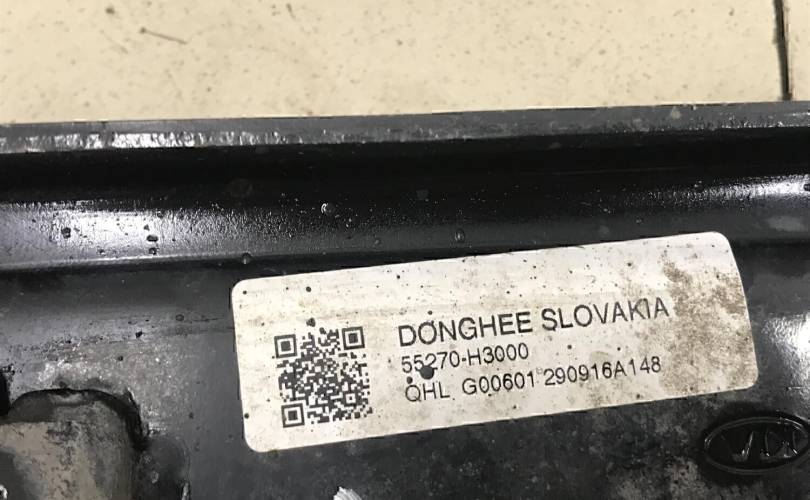 DONGHEE SLOVAKIA
55270-H3000
QHL G00601 290916A148